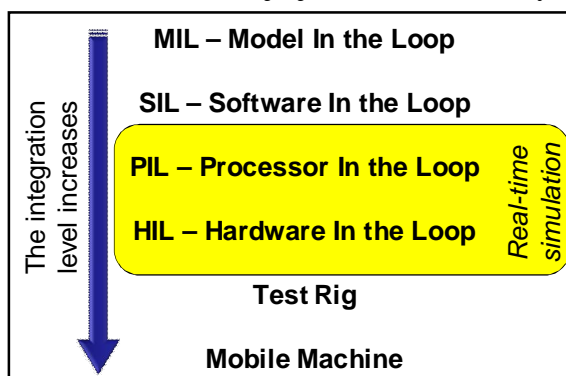 MIL – Model In the Loop
SIL – Software In the Loop
PIL – Processor In the Loop
HIL – Hardware In the Loop
Test Rig
Mobile Machine
The integration
level increases
Real-time
simulation